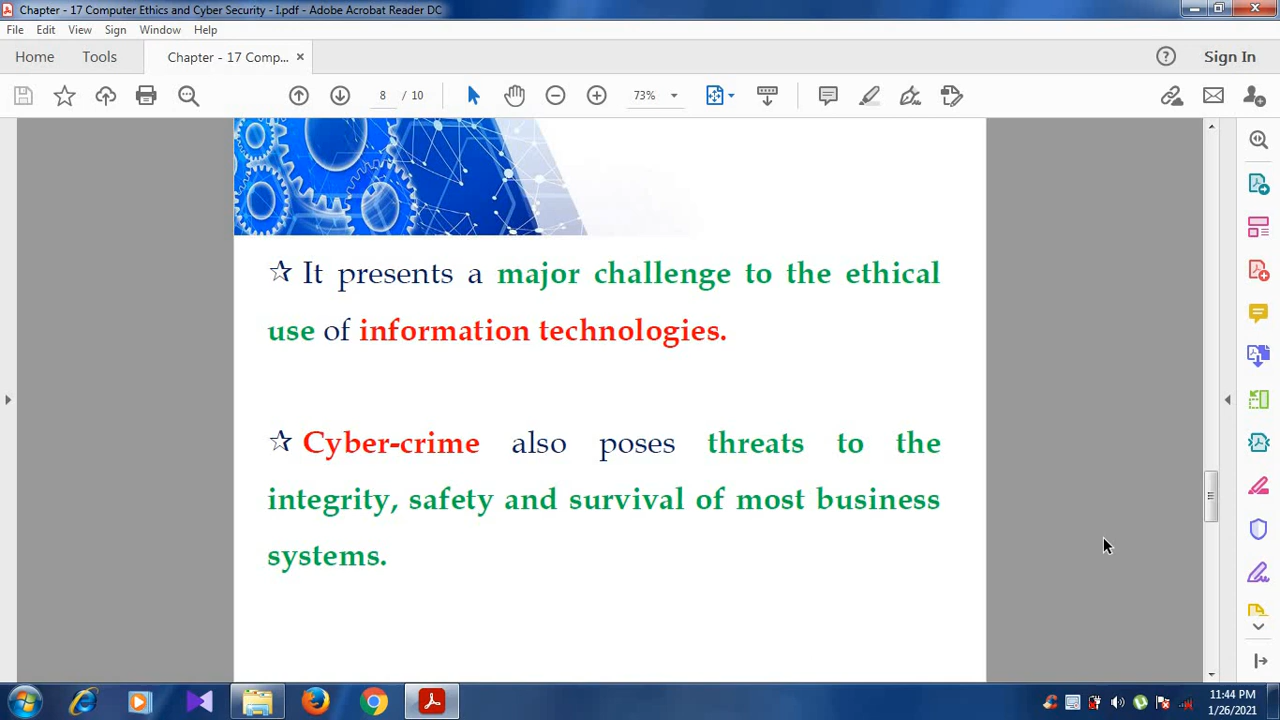 Chapter - 17 Computer Ethics and Cyber Security - I.pdf - Adobe Acrobat Reader DC
File Edit View Sign Window Help
Home Tools Chapter - 17 Comp... × Sign In
8 / 10 73%
☆ It presents a major challenge to the ethical
use of information technologies.
☆ Cyber-crime also poses threats to the
integrity, safety and survival of most business
systems.
11:44 PM
1/26/2021